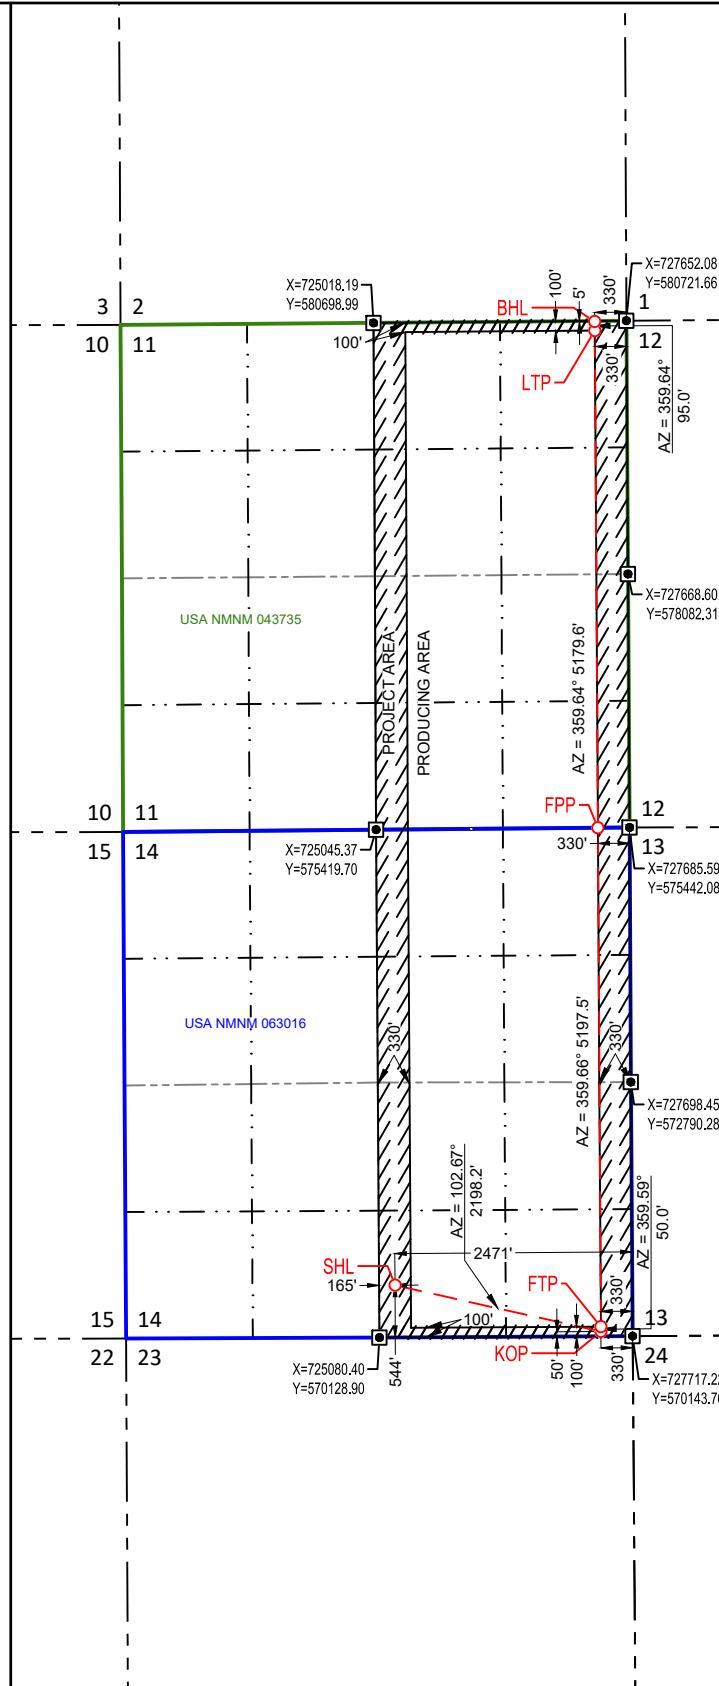 X=727652.08
Y=580721.66
X=725018.19
Y=580698.99
100'
5'
330'
BHL
3 2
1
10 11
12
100'
330'
LTP
AZ = 359.64°
95.0'
X=727668.60
Y=578082.31
USA NMNM 043735
PROJECT AREA
PRODUCING AREA
AZ = 359.64° 5179.6'
FPP
10 11
12
15 14
13
330'
X=725045.37
Y=575419.70
X=727685.59
Y=575442.08
USA NMNM 063016
330'
AZ = 359.66° 5197.5'
330'
X=727698.45
Y=572790.28
AZ = 102.67°
2198.2'
AZ = 359.59°
50.0'
2471'
SHL
165'
FTP
330'
100'
15 14
13
22 23
24
KOP
544'
50'
100'
330'
X=725080.40
Y=570128.90
X=727717.22
Y=570143.76